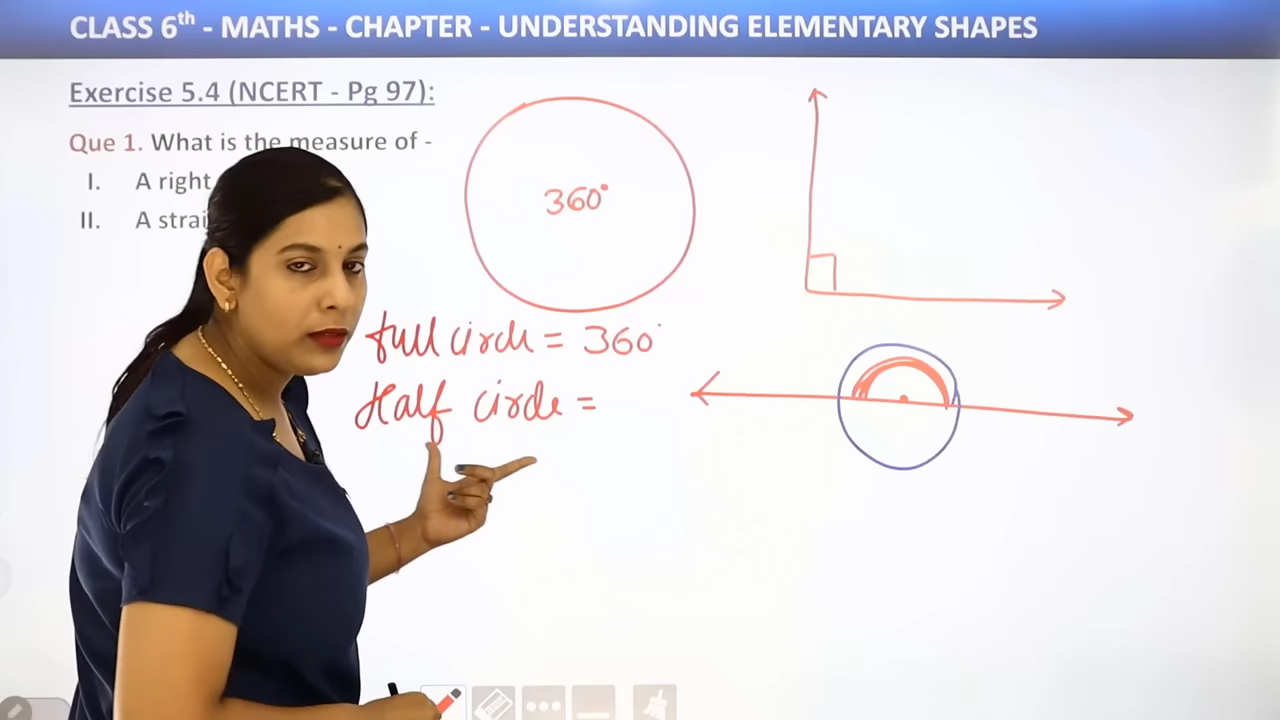 CLASS 6th - MATHS - CHAPTER - UNDERSTANDING ELEMENTARY SHAPES
Exercise 5.4 (NCERT - Pg 97):
Que 1. What is the measure of -
I. A right
II. A strai
360°
full circle = 360°
Half circle =